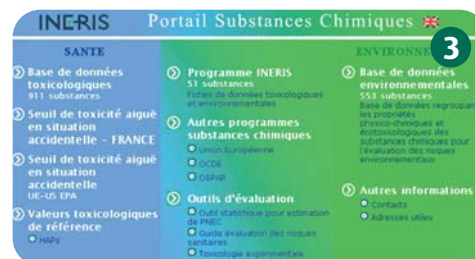 INERIS Portail Substances Chimiques
3
SANTE
Base de données
toxicologiques
911 substances
Seuil de toxicité aiguë
en situation
accidentelle - FRANCE
Seuil de toxicité aiguë
en situation
accidentelle
UE-US EPA
Valeurs toxicologiques
de référence
HAPs
Programme INERIS
51 substances
Fiches de données toxicologiques
et environnementales
Autres programmes
substances chimiques
Union Européenne
OCDE
OSPAR
Outils d'évaluation
Outil statistique pour estimation
de PNEC
Guide évaluation des risques
sanitaires
Toxicologie expérimentale
ENVIRONNE
Base de données
environnementales
553 substances
Base de données regroupan
les propriétés
physico-chimiques et
écotoxicologiques des
substances chimiques pour
l'évaluation des risques
environnementaux
Autres informations
Contacts
Adresses utiles